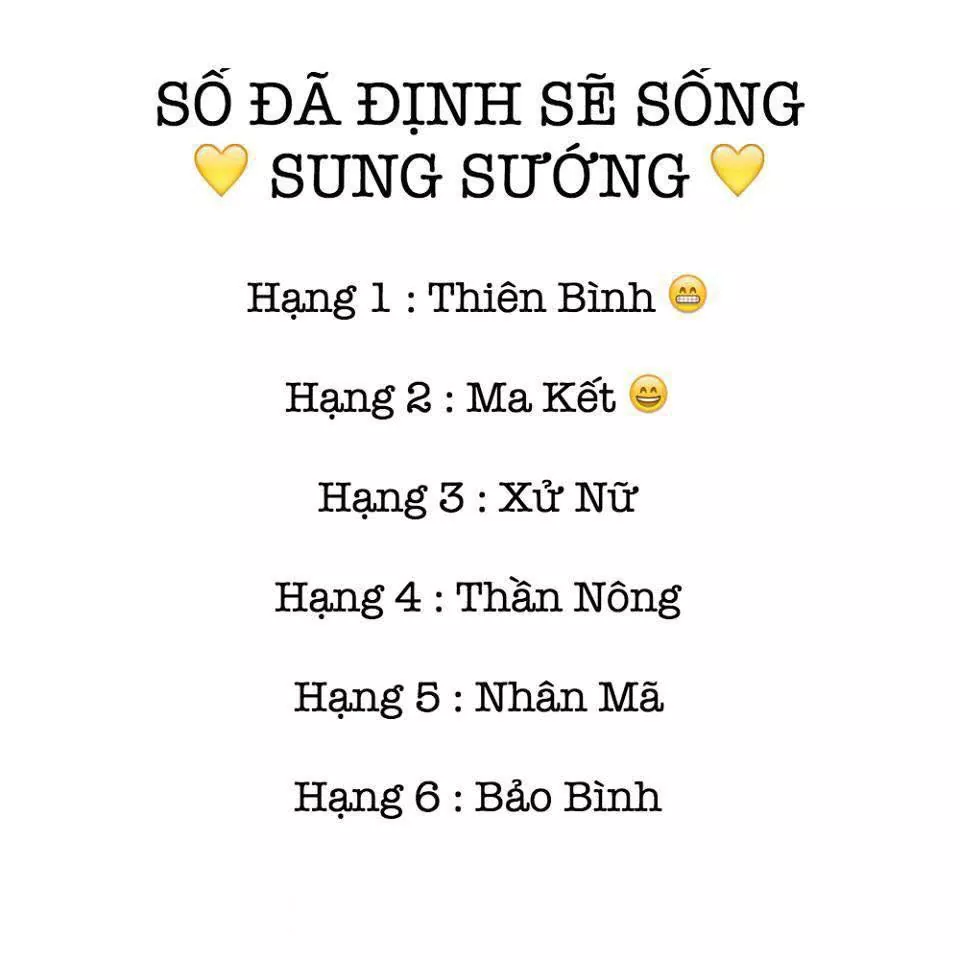 SỐ ĐÃ ĐỊNH SẼ SỐNG
💛 SUNG SƯỚNG 💛
Hạng 1 : Thiên Bình 😁
Hạng 2 : Ma Kết 😄
Hạng 3 : Xử Nữ
Hạng 4 : Thần Nông
Hạng 5 : Nhân Mã
Hạng 6 : Bảo Bình